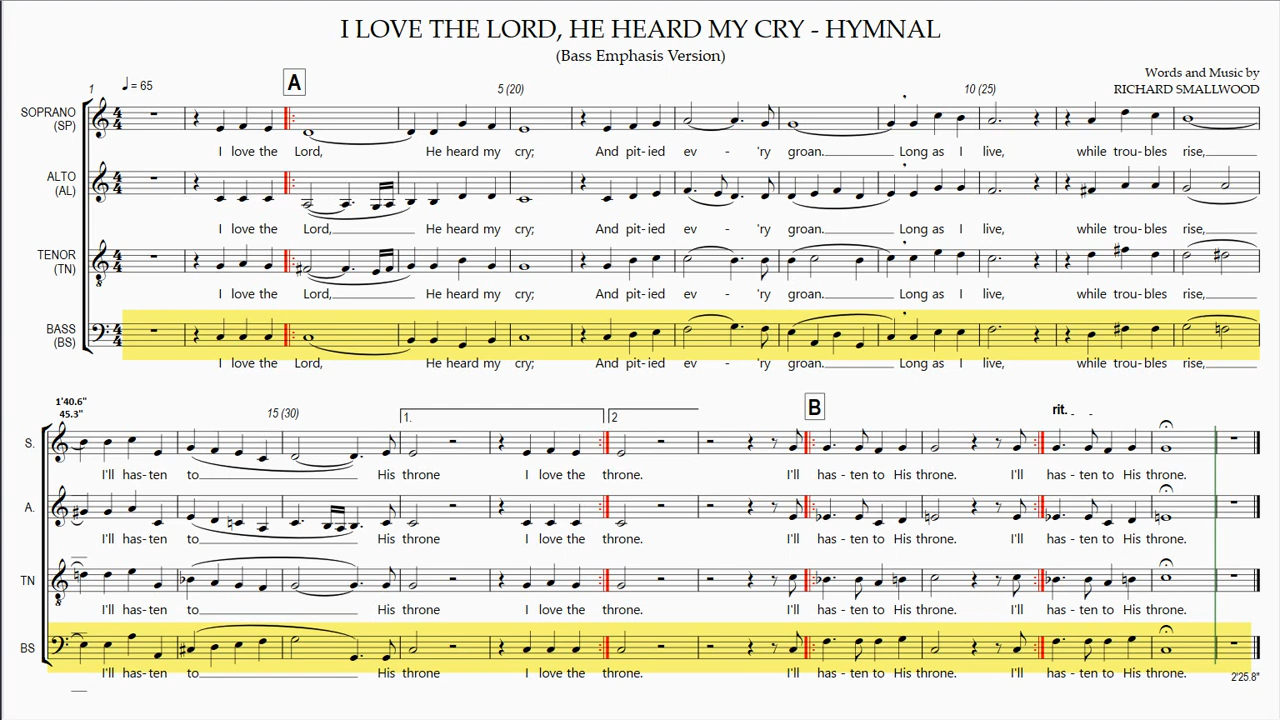 I LOVE THE LORD, HE HEARD MY CRY - HYMNAL
(Bass Emphasis Version)
Words and Music by
RICHARD SMALLWOOD
1 ♩ = 65 A 5 (20) 10 (25)
SOPRANO
(SP)
I love the Lord, He heard my cry; And pit-ied ev - 'ry groan. Long as I live, while trou-bles rise,
ALTO
(AL)
I love the Lord, He heard my cry; And pit-ied ev - 'ry groan. Long as I live, while trou-bles rise,
TENOR
(TN)
I love the Lord, He heard my cry; And pit-ied ev - 'ry groan. Long as I live, while trou-bles rise,
BASS
(BS)
I love the Lord, He heard my cry; And pit-ied ev - 'ry groan. Long as I live, while trou-bles rise,
1'40.6"
45.3" 15 (30) 1. 2 B rit.
S.
I'll has-ten to His throne I love the throne. I'll has - ten to His throne. I'll has- ten to His throne.
A.
I'll has-ten to His throne I love the throne. I'll has - ten to His throne. I'll has- ten to His throne.
TN
I'll has-ten to His throne I love the throne. I'll has - ten to His throne. I'll has- ten to His throne.
BS
I'll has-ten to His throne I love the throne. I'll has - ten to His throne. I'll has- ten to His throne.
2'25.8"